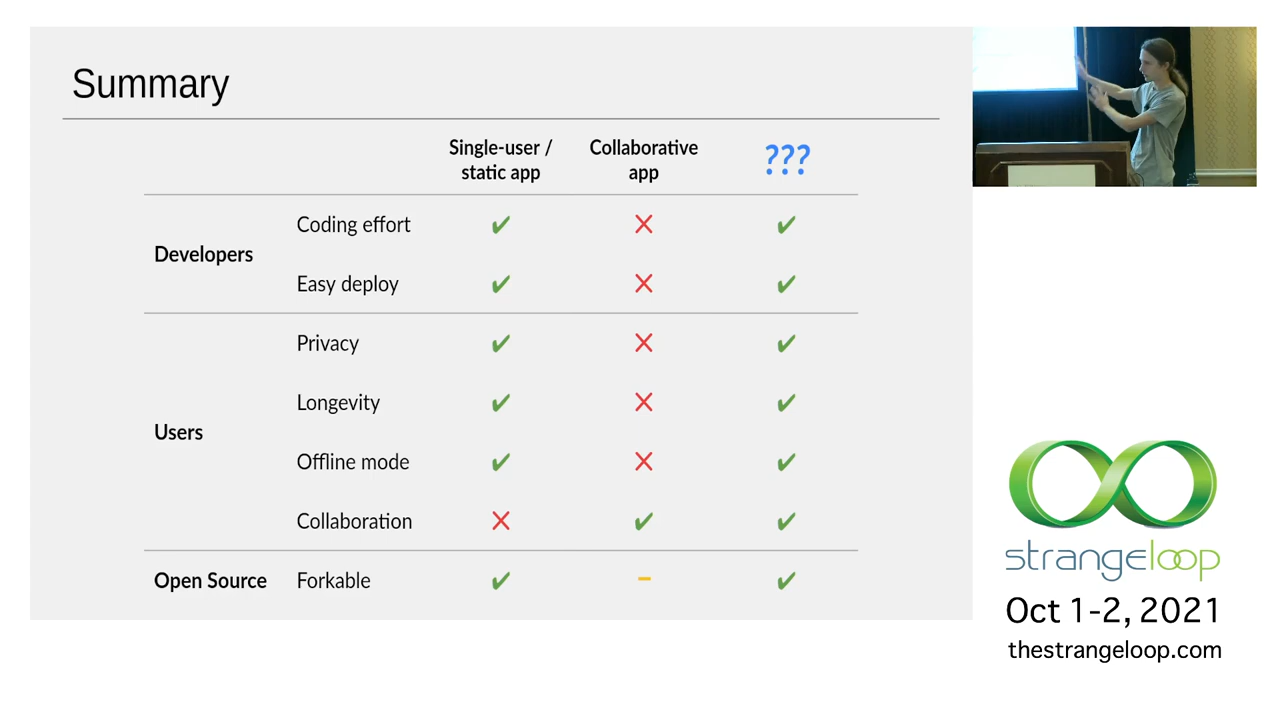 Summary
Single-user / static app
Collaborative app
???
Developers
Coding effort ✔ ✕ ✔
Easy deploy ✔ ✕ ✔
Users
Privacy ✔ ✕ ✔
Longevity ✔ ✕ ✔
Offline mode ✔ ✕ ✔
Collaboration ✕ ✔ ✔
Open Source
Forkable ✔ – ✔
strangeloop
Oct 1-2, 2021
thestrangeloop.com